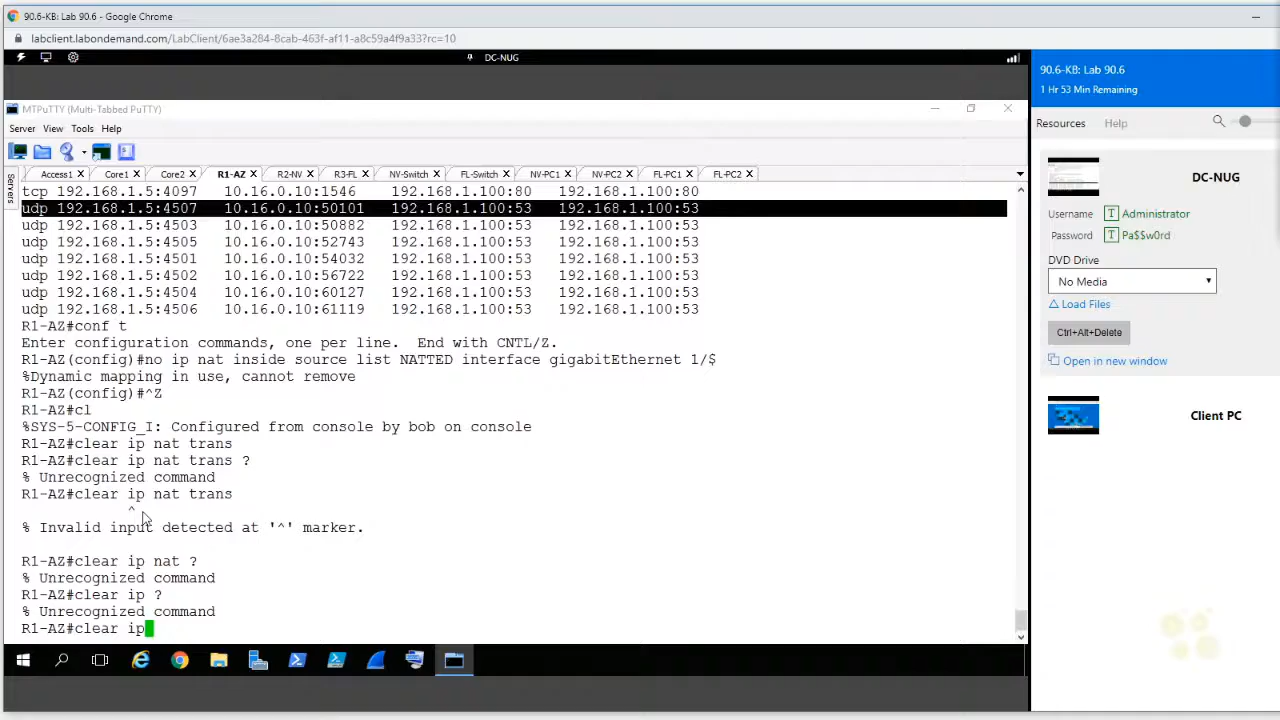 90.6-KB: Lab 90.6 - Google Chrome
labclient.labondemand.com/LabClient/6ae3a284-8cab-463f-af11-a8c59a4f9a33?rc=10
DC-NUG
MTPuTTY (Multi-Tabbed PuTTY)
Server View Tools Help
Servers
Access1 Core1 Core2 R1-AZ R2-NV R3-FL NV-Switch FL-Switch NV-PC1 NV-PC2 FL-PC1 FL-PC2
tcp 192.168.1.5:4097 10.16.0.10:1546 192.168.1.100:80 192.168.1.100:80
udp 192.168.1.5:4507 10.16.0.10:50101 192.168.1.100:53 192.168.1.100:53
udp 192.168.1.5:4503 10.16.0.10:50882 192.168.1.100:53 192.168.1.100:53
udp 192.168.1.5:4505 10.16.0.10:52743 192.168.1.100:53 192.168.1.100:53
udp 192.168.1.5:4501 10.16.0.10:54032 192.168.1.100:53 192.168.1.100:53
udp 192.168.1.5:4502 10.16.0.10:56722 192.168.1.100:53 192.168.1.100:53
udp 192.168.1.5:4504 10.16.0.10:60127 192.168.1.100:53 192.168.1.100:53
udp 192.168.1.5:4506 10.16.0.10:61119 192.168.1.100:53 192.168.1.100:53
R1-AZ#conf t
Enter configuration commands, one per line. End with CNTL/Z.
R1-AZ(config)#no ip nat inside source list NATTED interface gigabitEthernet 1/$
%Dynamic mapping in use, cannot remove
R1-AZ(config)#^Z
R1-AZ#cl
%SYS-5-CONFIG_I: Configured from console by bob on console
R1-AZ#clear ip nat trans
R1-AZ#clear ip nat trans ?
% Unrecognized command
R1-AZ#clear ip nat trans
^
% Invalid input detected at '^' marker.
R1-AZ#clear ip nat ?
% Unrecognized command
R1-AZ#clear ip ?
% Unrecognized command
R1-AZ#clear ip
90.6-KB: Lab 90.6
1 Hr 53 Min Remaining
Resources Help
DC-NUG
Username T Administrator
Password T Pa$$w0rd
DVD Drive
No Media
Load Files
Ctrl+Alt+Delete
Open in new window
Client PC